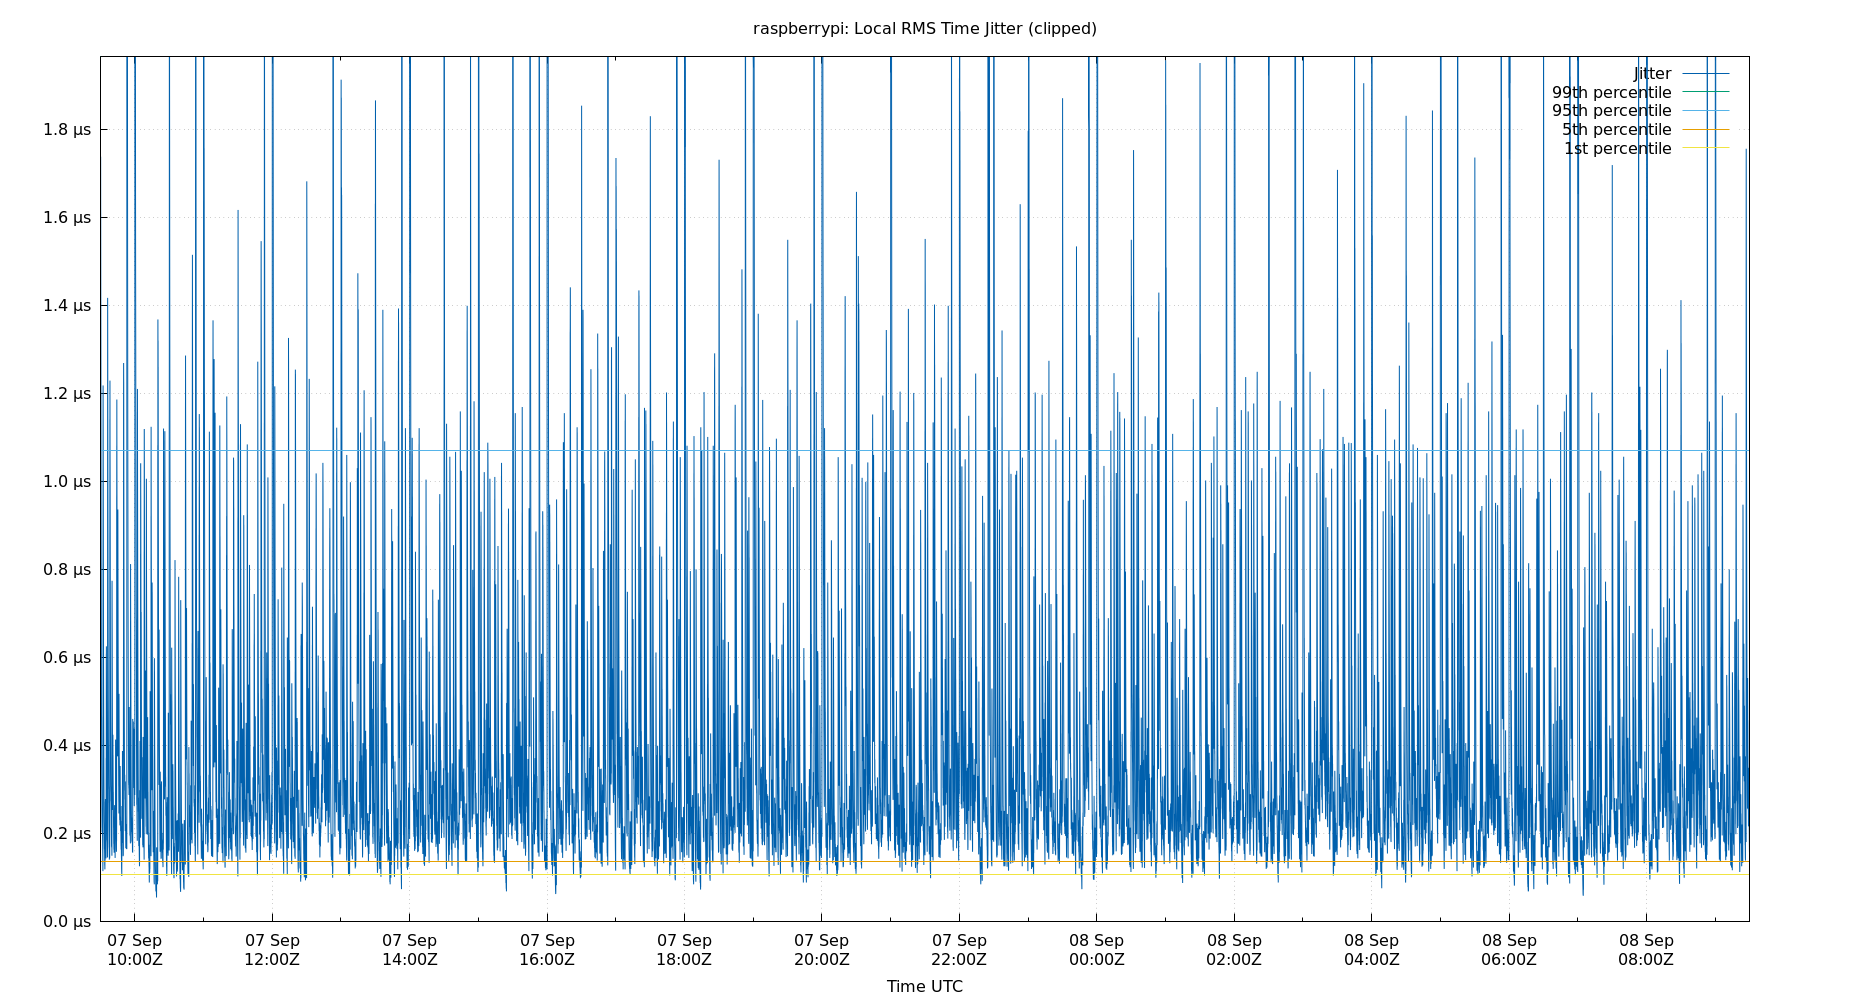 raspberrypi: Local RMS Time Jitter (clipped)
Jitter
99th percentile
95th percentile
5th percentile
1st percentile
1.8 μs
1.6 μs
1.4 μs
1.2 μs
1.0 μs
0.8 μs
0.6 μs
0.4 μs
0.2 μs
0.0 μs
07 Sep 07 Sep 07 Sep 07 Sep 07 Sep 07 Sep 07 Sep 08 Sep 08 Sep 08 Sep 08 Sep 08 Sep
10:00Z 12:00Z 14:00Z 16:00Z 18:00Z 20:00Z 22:00Z 00:00Z 02:00Z 04:00Z 06:00Z 08:00Z
Time UTC